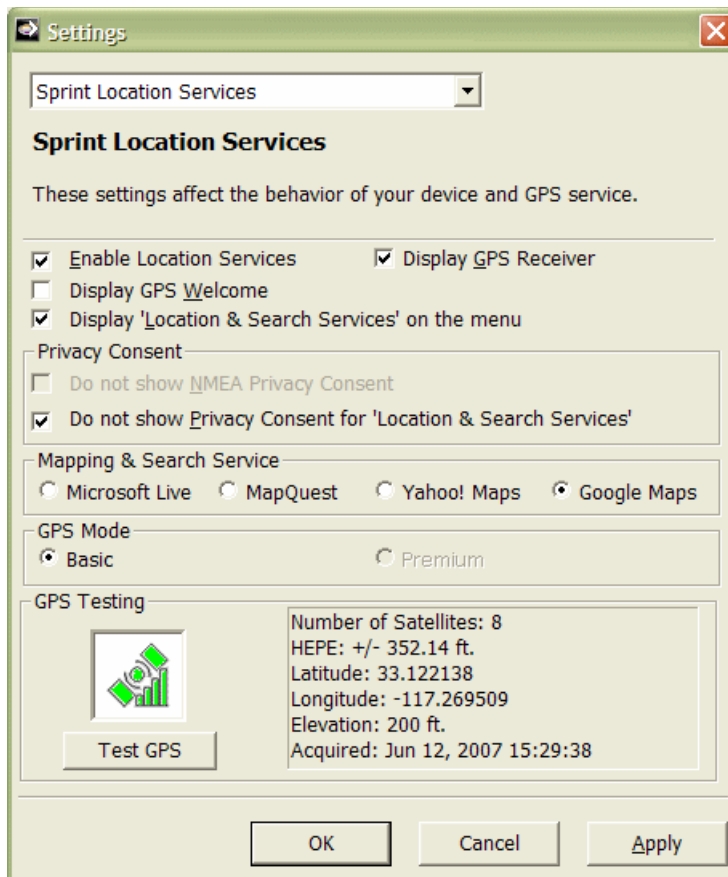 Settings
Sprint Location Services
Sprint Location Services
These settings affect the behavior of your device and GPS service.
Enable Location Services Display GPS Receiver
Display GPS Welcome
Display 'Location & Search Services' on the menu
Privacy Consent
Do not show NMEA Privacy Consent
Do not show Privacy Consent for 'Location & Search Services'
Mapping & Search Service
Microsoft Live MapQuest Yahoo! Maps Google Maps
GPS Mode
Basic Premium
GPS Testing
Number of Satellites: 8
HEPE: +/- 352.14 ft.
Latitude: 33.122138
Longitude: -117.269509
Elevation: 200 ft.
Acquired: Jun 12, 2007 15:29:38
Test GPS
OK Cancel Apply